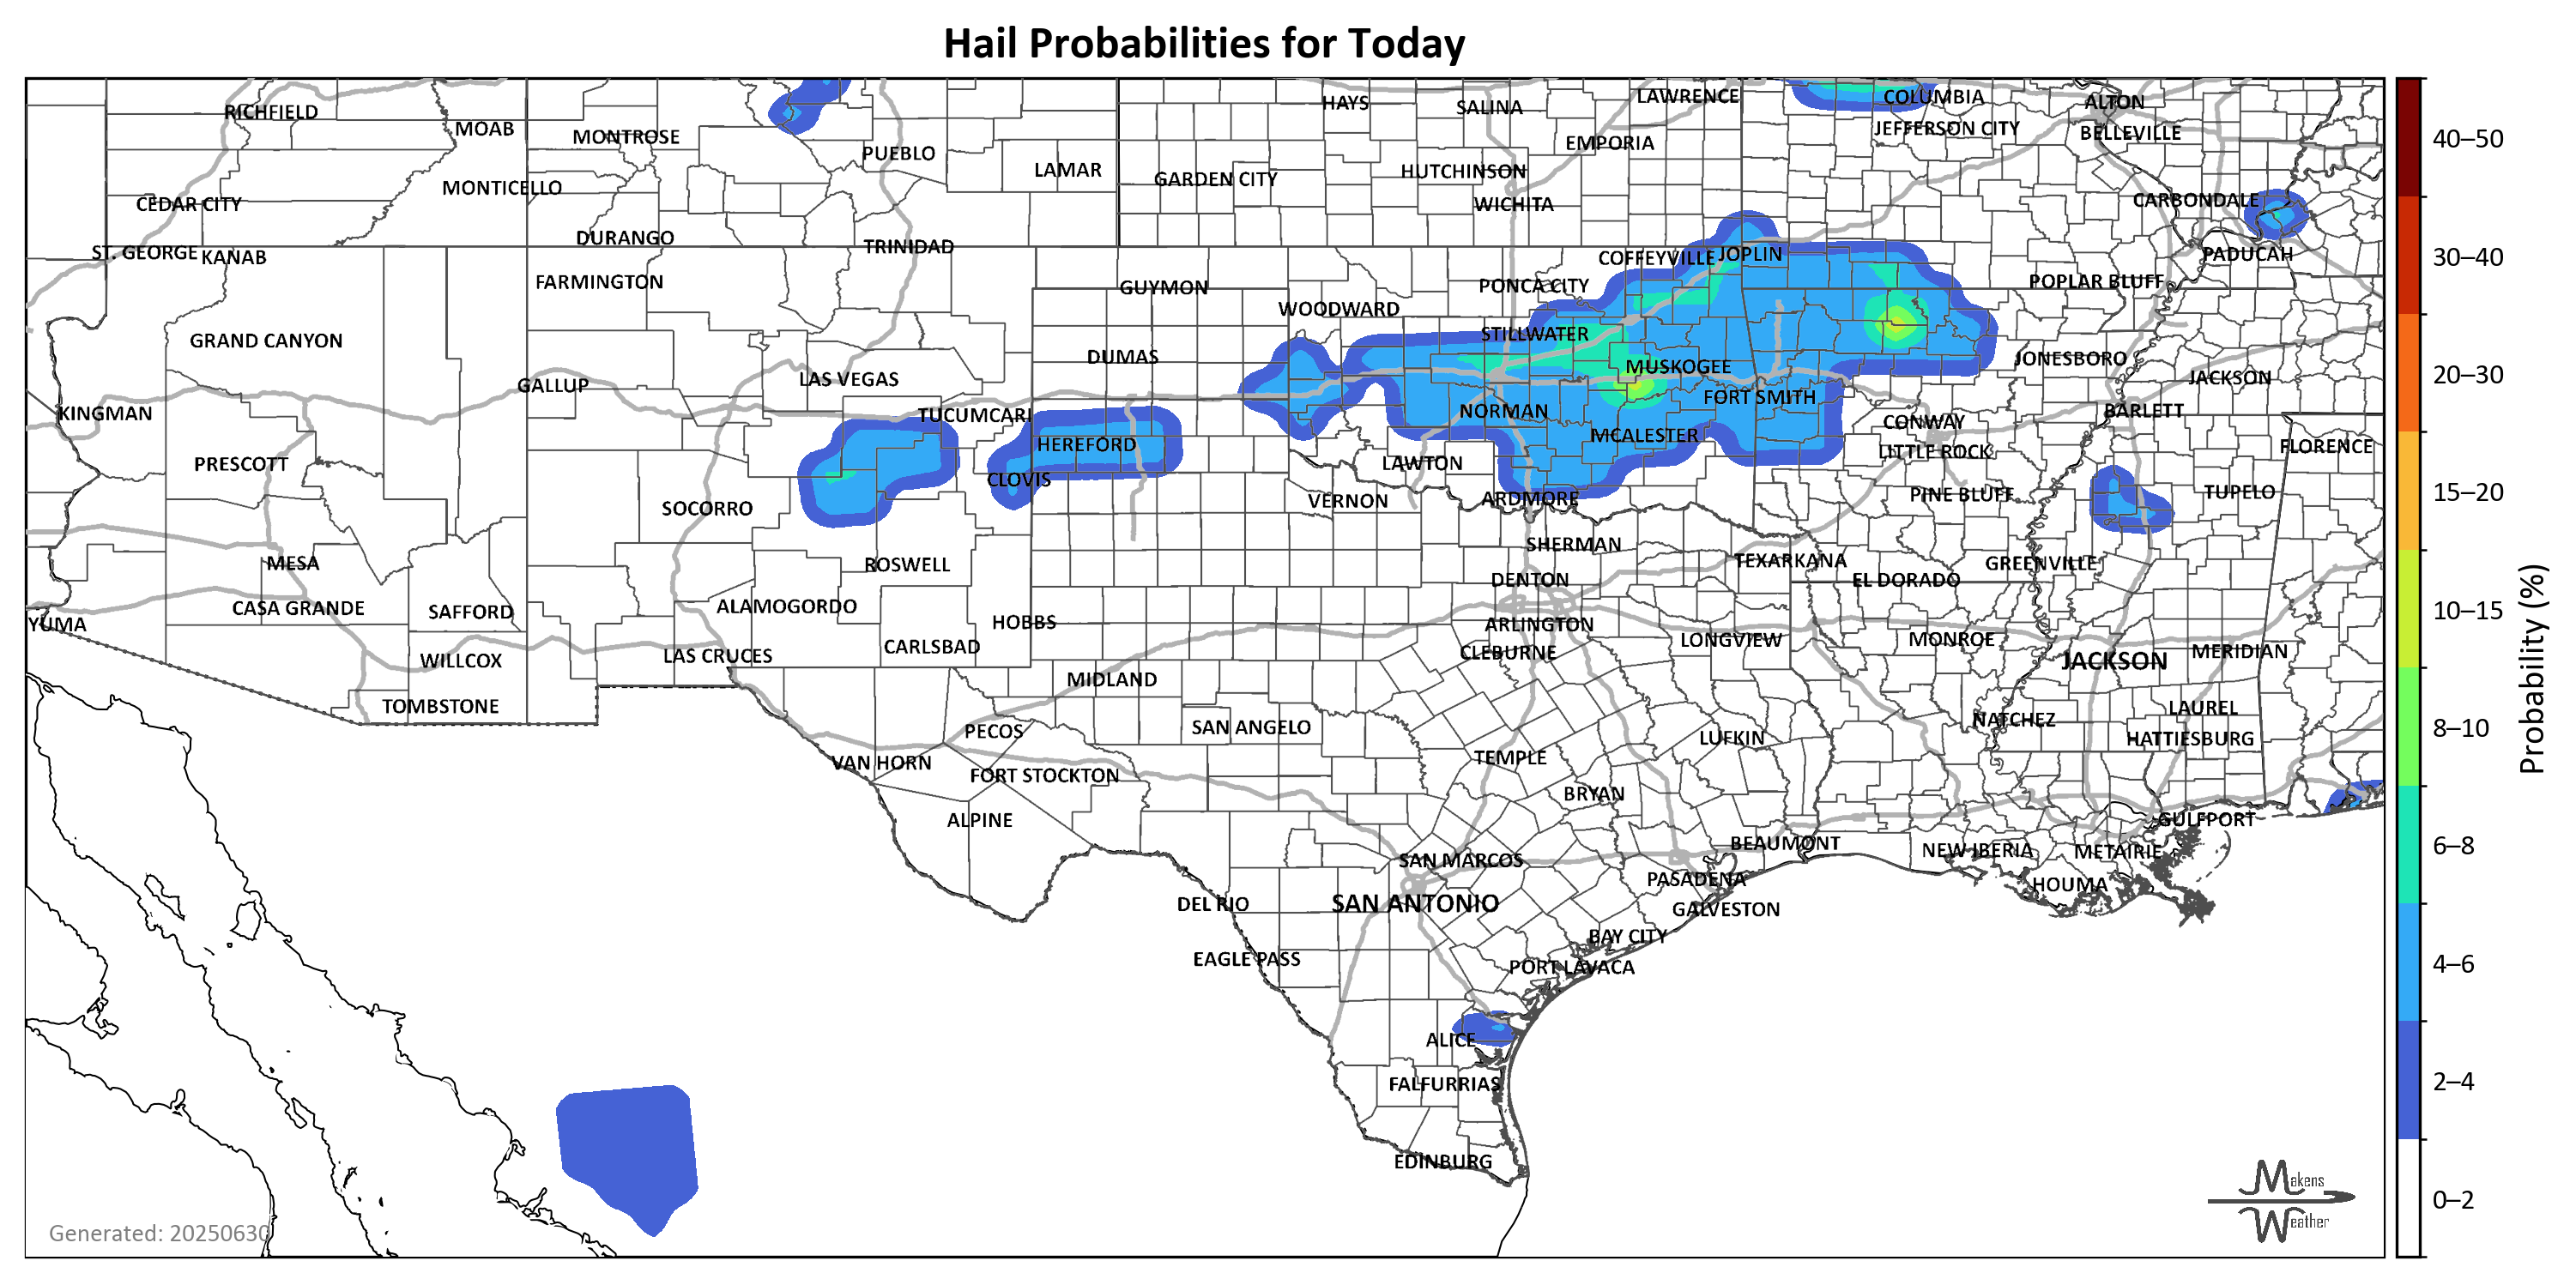 Hail Probabilities for Today
RICHFIELD
MOAB
MONTROSE
PUEBLO
LAMAR
HAYS
SALINA
LAWRENCE
COLUMBIA
ALTON
JEFFERSON CITY
BELLEVILLE
EMPORIA
HUTCHINSON
GARDEN CITY
MONTICELLO
CEDAR CITY
WICHITA
CARBONDALE
DURANGO
TRINIDAD
ST. GEORGE
KANAB
COFFEYVILLE
JOPLIN
PADUCAH
FARMINGTON
GUYMON
PONCA CITY
POPLAR BLUFF
WOODWARD
GRAND CANYON
STILLWATER
DUMAS
JONESBORO
MUSKOGEE
LAS VEGAS
JACKSON
GALLUP
FORT SMITH
KINGMAN
TUCUMCARI
NORMAN
BARLETT
CONWAY
MCALESTER
HEREFORD
FLORENCE
LITTLE ROCK
PRESCOTT
LAWTON
CLOVIS
VERNON
ARDMORE
PINE BLUFF
TUPELO
SOCORRO
SHERMAN
MESA
ROSWELL
TEXARKANA
GREENVILLE
DENTON
EL DORADO
CASA GRANDE
SAFFORD
ALAMOGORDO
HOBBS
YUMA
ARLINGTON
CARLSBAD
LONGVIEW
MONROE
CLEBURNE
MERIDIAN
WILLCOX
LAS CRUCES
JACKSON
MIDLAND
TOMBSTONE
LAUREL
NATCHEZ
PECOS
SAN ANGELO
LUFKIN
HATTIESBURG
TEMPLE
VAN HORN
FORT STOCKTON
BRYAN
ALPINE
GULFPORT
BEAUMONT
NEW IBERIA
METAIRIE
SAN MARCOS
PASADENA
HOUMA
DEL RIO
SAN ANTONIO
GALVESTON
BAY CITY
EAGLE PASS
PORT LAVACA
ALICE
FALFURRIAS
EDINBURG
Generated: 20250630
Makens
Weather
40–50
30–40
20–30
15–20
10–15
8–10
6–8
4–6
2–4
0–2
Probability (%)